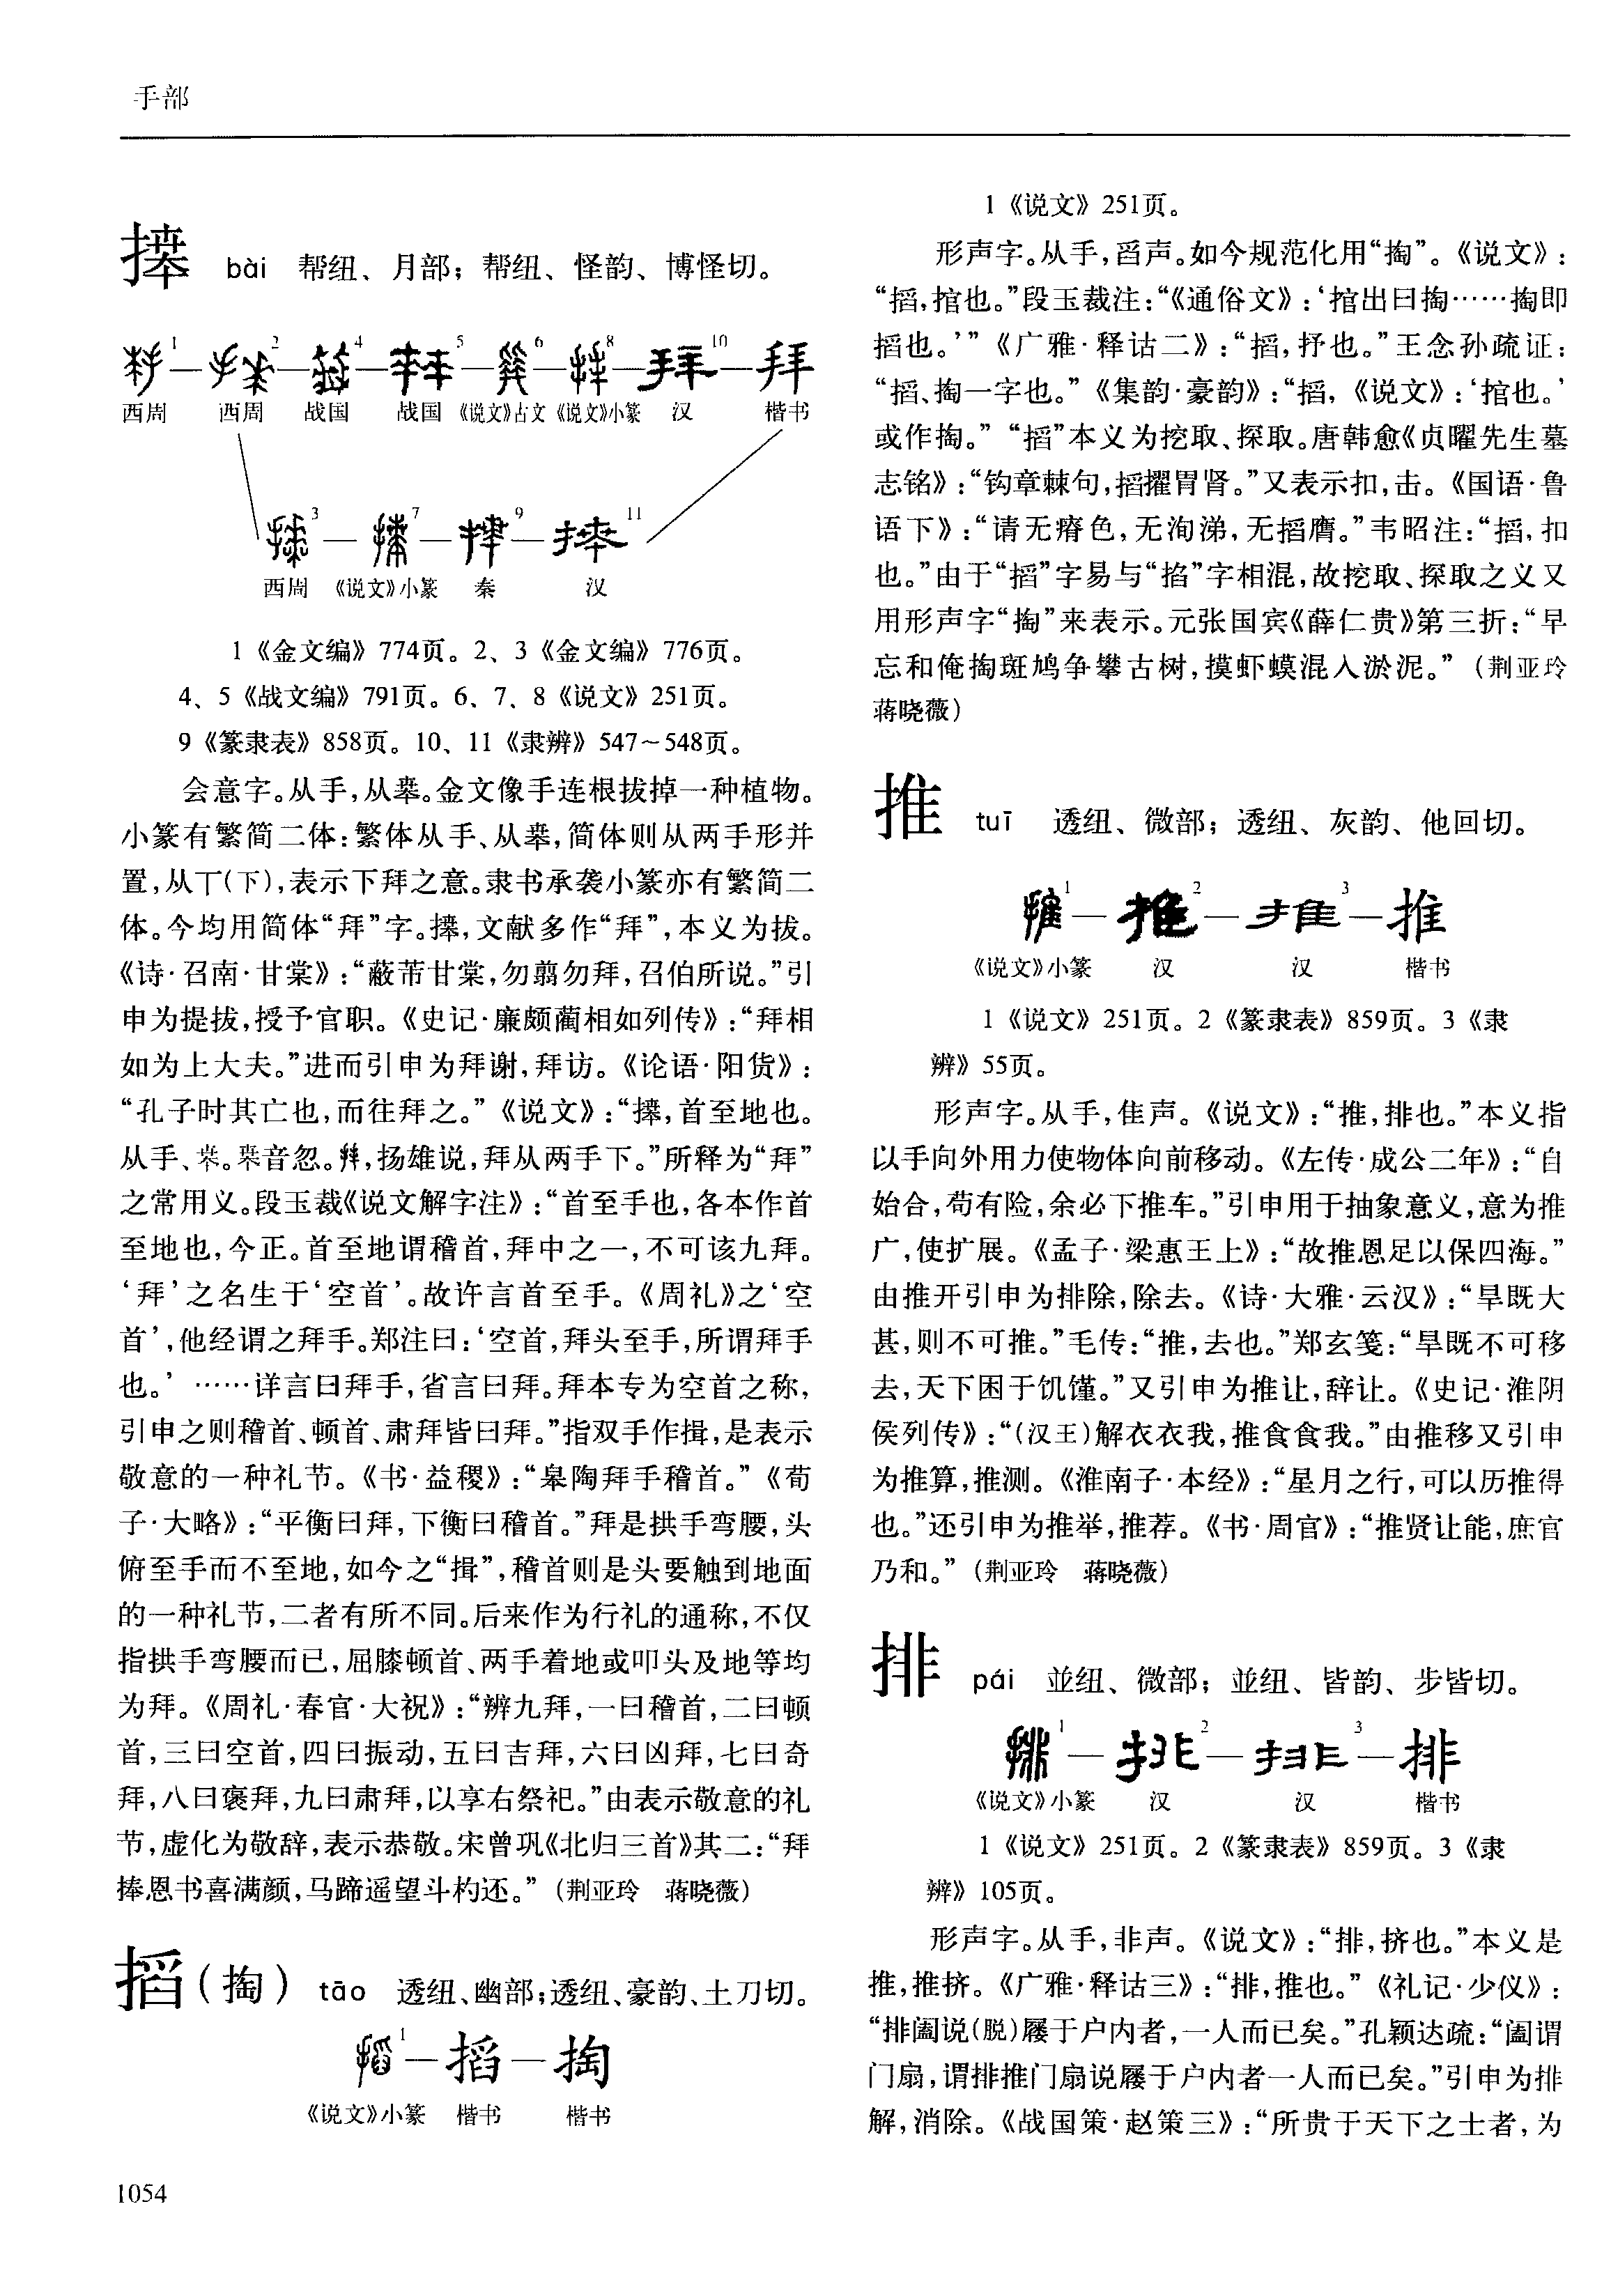 手部
㨷 bài 帮纽、月部；帮纽、怪韵、博怪切。
1 2 4 5 6 8 10 拜
西周 西周 战国 战国 《说文》古文 《说文》小篆 汉 楷书
3 7 9 11
西周 《说文》小篆 秦 汉
1《金文编》774页。2、3《金文编》776页。
4、5《战文编》791页。6、7、8《说文》251页。
9《篆隶表》858页。10、11《隶辨》547～548页。
会意字。从手，从𠦪。金文像手连根拔掉一种植物。
小篆有繁简二体：繁体从手、从𠦪，简体则从两手形并
置，从丅(下)，表示下拜之意。隶书承袭小篆亦有繁简二
体。今均用简体“拜”字。㨷，文献多作“拜”，本义为拔。
《诗·召南·甘棠》：“蔽芾甘棠，勿翦勿拜，召伯所说。”引
申为提拔，授予官职。《史记·廉颇蔺相如列传》：“拜相
如为上大夫。”进而引申为拜谢，拜访。《论语·阳货》：
“孔子时其亡也，而往拜之。”《说文》：“㨷，首至地也。
从手、𠦪。𠦪音忽。，扬雄说，拜从两手下。”所释为“拜”
之常用义。段玉裁《说文解字注》：“首至手也，各本作首
至地也，今正。首至地谓稽首，拜中之一，不可该九拜。
‘拜’之名生于‘空首’。故许言首至手。《周礼》之‘空
首’，他经谓之拜手。郑注曰：‘空首，拜头至手，所谓拜手
也。’……详言曰拜手，省言曰拜。拜本专为空首之称，
引申之则稽首、顿首、肃拜皆曰拜。”指双手作揖，是表示
敬意的一种礼节。《书·益稷》：“皋陶拜手稽首。”《荀
子·大略》：“平衡曰拜，下衡曰稽首。”拜是拱手弯腰，头
俯至手而不至地，如今之“揖”，稽首则是头要触到地面
的一种礼节，二者有所不同。后来作为行礼的通称，不仅
指拱手弯腰而已，屈膝顿首、两手着地或叩头及地等均
为拜。《周礼·春官·大祝》：“辨九拜，一曰稽首，二曰顿
首，三曰空首，四曰振动，五曰吉拜，六曰凶拜，七曰奇
拜，八曰褒拜，九曰肃拜，以享右祭祀。”由表示敬意的礼
节，虚化为敬辞，表示恭敬。宋曾巩《北归三首》其二：“拜
捧恩书喜满颜，马蹄遥望斗杓还。”（荆亚玲 蒋晓薇）
搯（掏） tāo 透纽、幽部；透纽、豪韵、土刀切。
1 搯 掏
《说文》小篆 楷书 楷书
1054
1《说文》251页。
形声字。从手，舀声。如今规范化用“掏”。《说文》：
“搯，捾也。”段玉裁注：“《通俗文》：‘捾出曰掏……掏即
搯也。’”《广雅·释诂二》：“搯，抒也。”王念孙疏证：
“搯、掏一字也。”《集韵·豪韵》：“搯，《说文》：‘捾也。’
或作掏。”“搯”本义为挖取、探取。唐韩愈《贞曜先生墓
志铭》：“钩章棘句，搯擢胃肾。”又表示扣，击。《国语·鲁
语下》：“请无瘠色，无洵涕，无搯膺。”韦昭注：“搯，扣
也。”由于“搯”字易与“掐”字相混，故挖取、探取之义又
用形声字“掏”来表示。元张国宾《薛仁贵》第三折：“早
忘和俺掏斑鸠争攀古树，摸虾蟆混入淤泥。”（荆亚玲
蒋晓薇）
推 tuī 透纽、微部；透纽、灰韵、他回切。
1 2 3 推
《说文》小篆 汉 汉 楷书
1《说文》251页。2《篆隶表》859页。3《隶
辨》55页。
形声字。从手，隹声。《说文》：“推，排也。”本义指
以手向外用力使物体向前移动。《左传·成公二年》：“自
始合，苟有险，余必下推车。”引申用于抽象意义，意为推
广，使扩展。《孟子·梁惠王上》：“故推恩足以保四海。”
由推开引申为排除，除去。《诗·大雅·云汉》：“旱既大
甚，则不可推。”毛传：“推，去也。”郑玄笺：“旱既不可移
去，天下困于饥馑。”又引申为推让，辞让。《史记·淮阴
侯列传》：“(汉王)解衣衣我，推食食我。”由推移又引申
为推算，推测。《淮南子·本经》：“星月之行，可以历推得
也。”还引申为推举，推荐。《书·周官》：“推贤让能，庶官
乃和。”（荆亚玲 蒋晓薇）
排 pái 並纽、微部；並纽、皆韵、步皆切。
1 2 3 排
《说文》小篆 汉 汉 楷书
1《说文》251页。2《篆隶表》859页。3《隶
辨》105页。
形声字。从手，非声。《说文》：“排，挤也。”本义是
推，推挤。《广雅·释诂三》：“排，推也。”《礼记·少仪》：
“排阖说(脱)屦于户内者，一人而已矣。”孔颖达疏：“阖谓
门扇，谓排推门扇说屦于户内者一人而已矣。”引申为排
解，消除。《战国策·赵策三》：“所贵于天下之士者，为